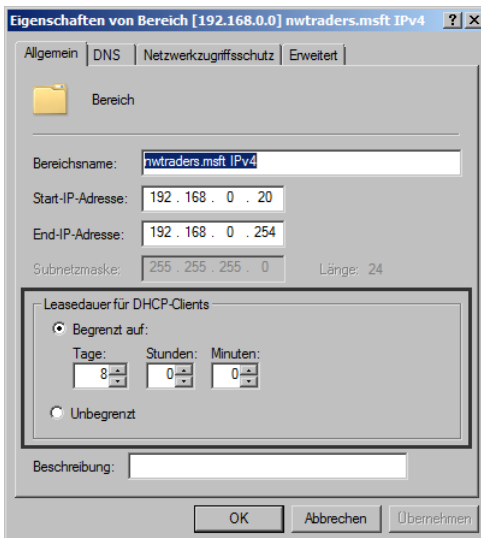 Eigenschaften von Bereich [192.168.0.0] nwtraders.msft IPv4 ? x
Allgemein DNS Netzwerkzugriffsschutz Erweitert
Bereich
Bereichsname: nwtraders.msft IPv4
Start-IP-Adresse: 192 . 168 . 0 . 20
End-IP-Adresse: 192 . 168 . 0 . 254
Subnetzmaske: 255 . 255 . 255 . 0 Länge: 24
Leasedauer für DHCP-Clients
Begrenzt auf:
Tage: Stunden: Minuten:
8 0 0
Unbegrenzt
Beschreibung:
OK Abbrechen Übernehmen